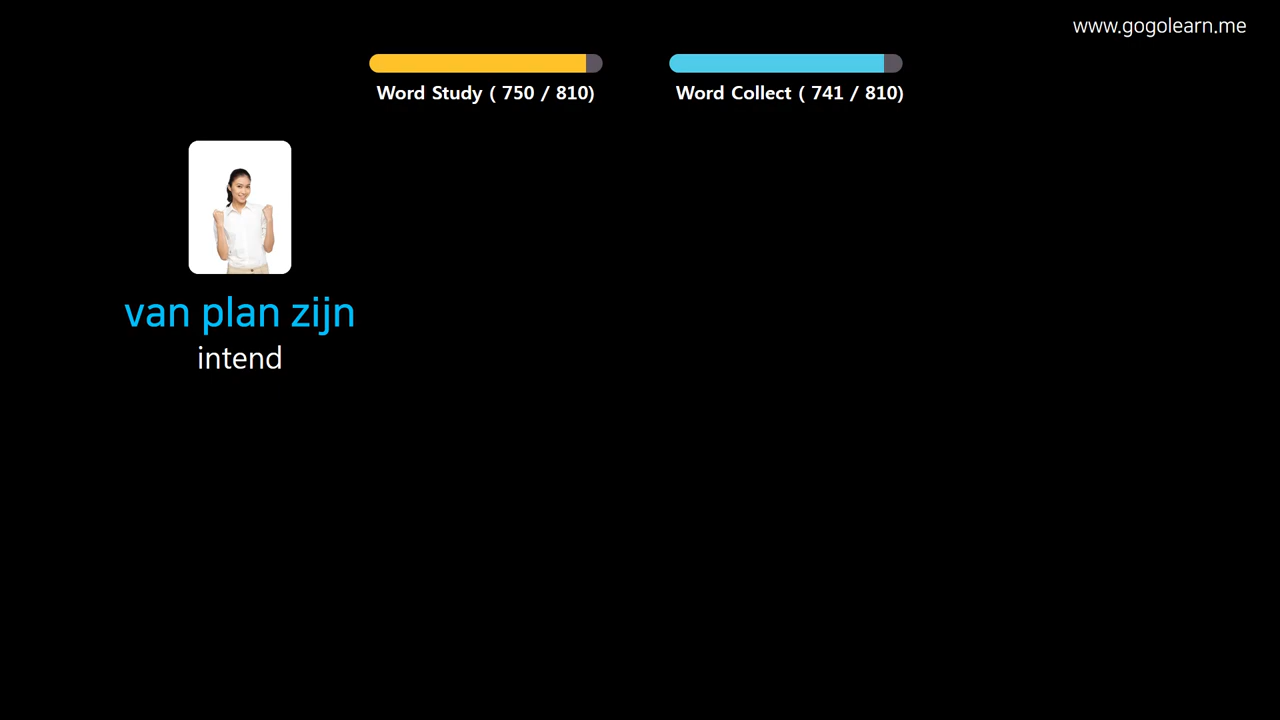 www.gogolearn.me
Word Study ( 750 / 810)
Word Collect ( 741 / 810)
van plan zijn
intend